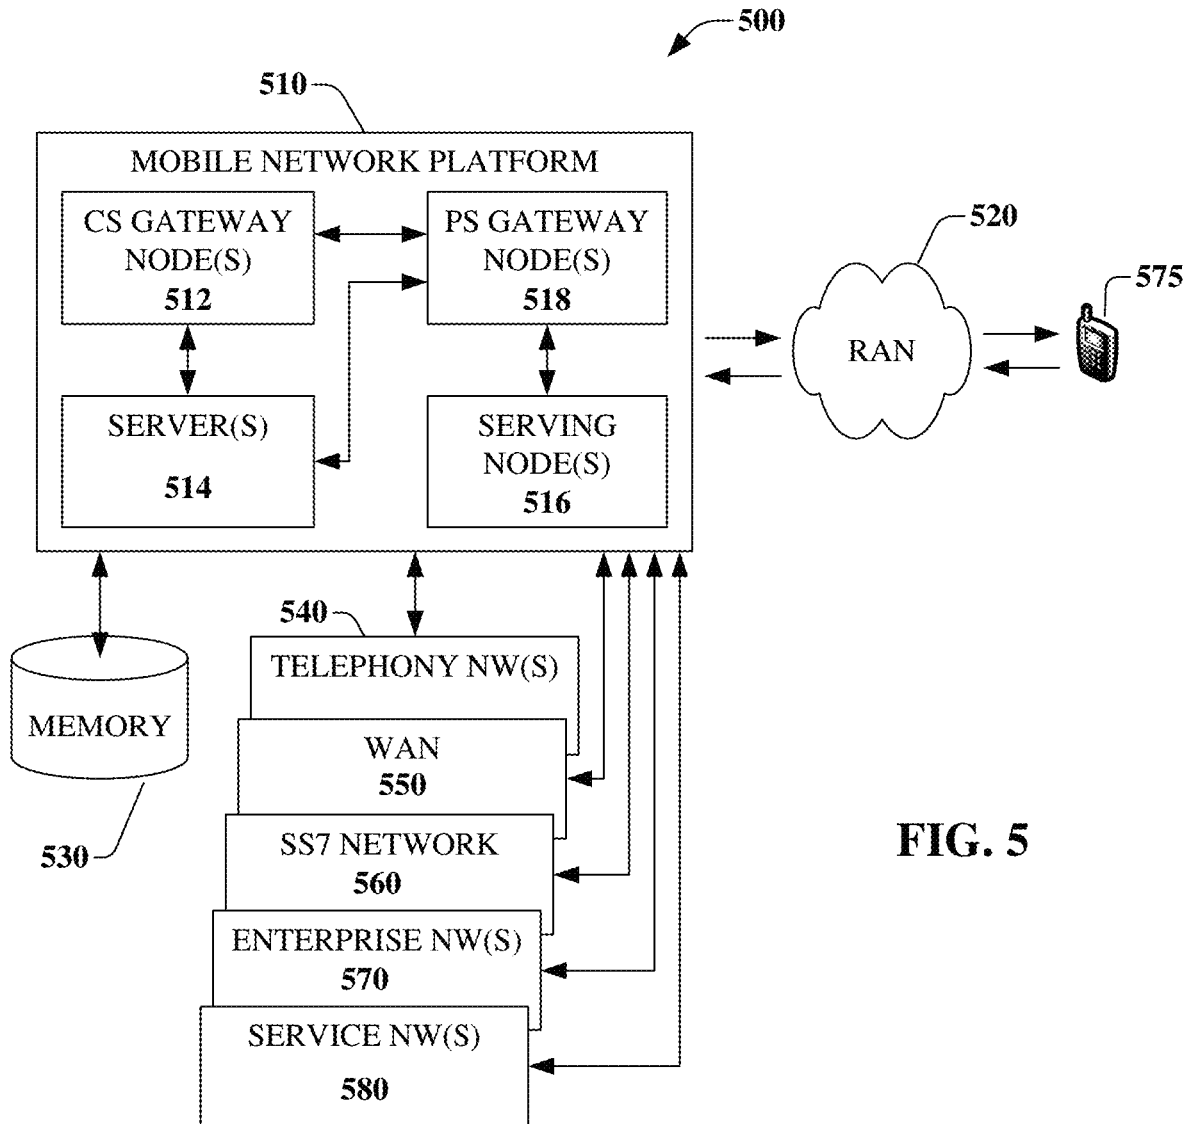 500
510
MOBILE NETWORK PLATFORM
CS GATEWAY
NODE(S)
512
PS GATEWAY
NODE(S)
518
SERVER(S)
514
SERVING
NODE(S)
516
520
RAN
575
540
TELEPHONY NW(S)
MEMORY
530
WAN
550
SS7 NETWORK
560
ENTERPRISE NW(S)
570
SERVICE NW(S)
580
FIG. 5